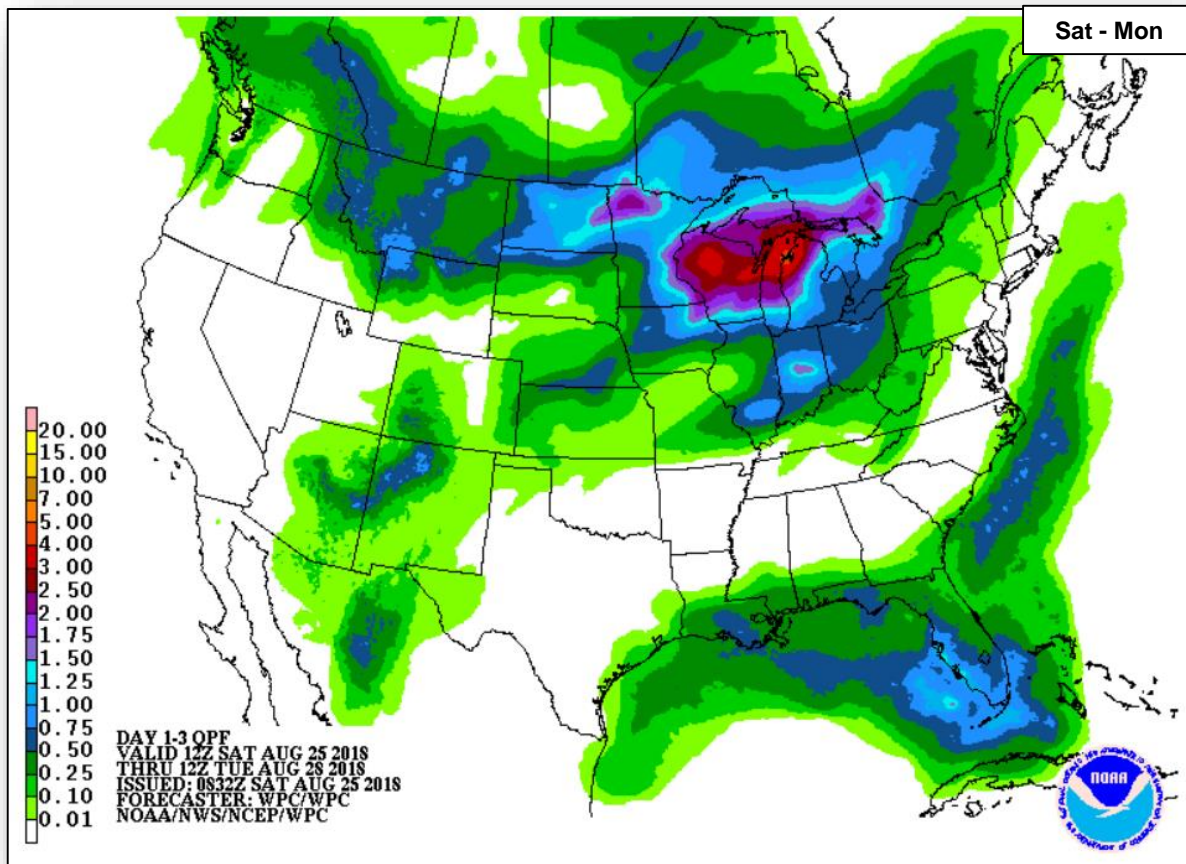 Sat - Mon
20.00
15.00
10.00
7.00
5.00
4.00
3.00
2.50
2.00
1.75
1.50
1.25
1.00
0.75
0.50
0.25
0.10
0.01
DAY 1-3 QPF
VALID 12Z SAT AUG 25 2018
THRU 12Z TUE AUG 28 2018
ISSUED: 0832Z SAT AUG 25 2018
FORECASTER: WPC/WPC
NOAA/NWS/NCEP/WPC
NOAA